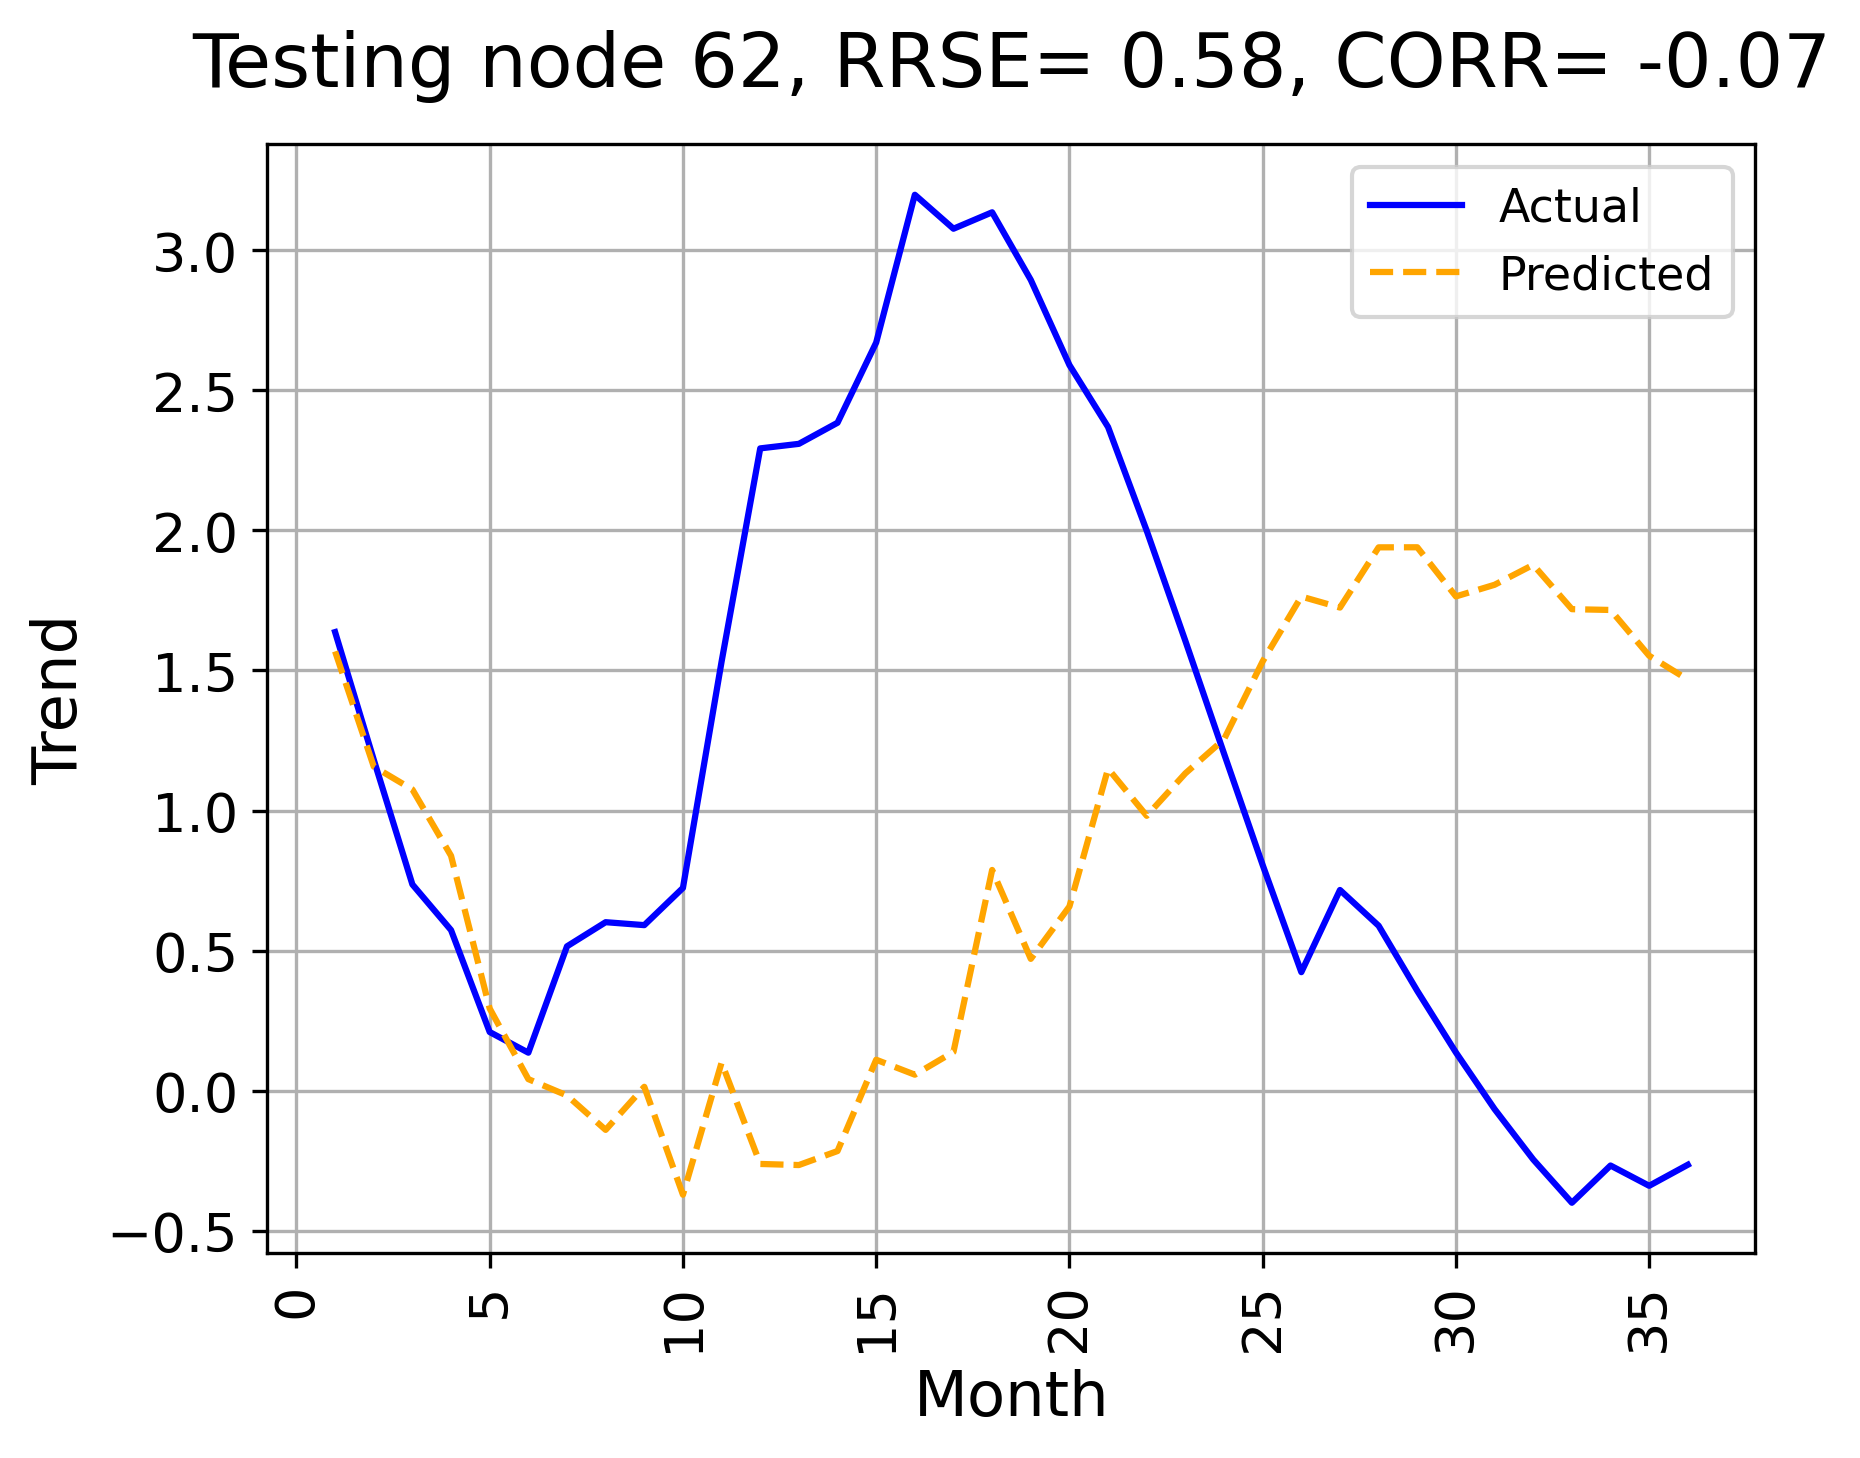 Testing node 62, RRSE= 0.58, CORR= -0.07
Actual
Predicted
3.0
2.5
2.0
1.5
1.0
0.5
0.0
−0.5
Trend
0 5 10 15 20 25 30 35
Month